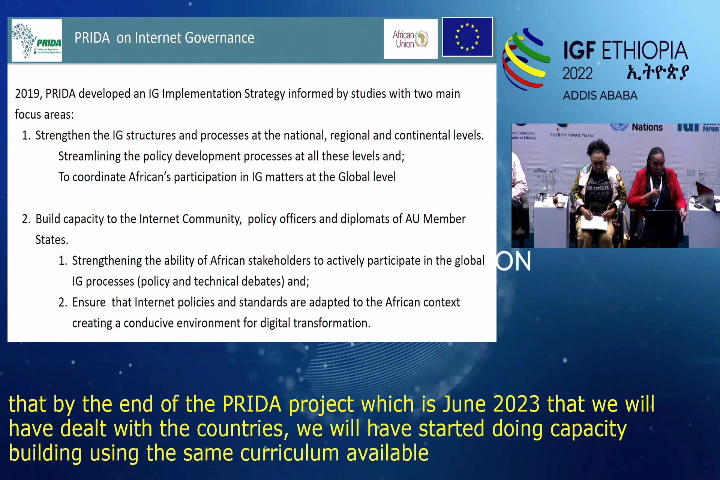 PRIDA
PRIDA on Internet Governance
African
Union
IGF ETHIOPIA
2022 ኢትዮጵያ
ADDIS ABABA
2019, PRIDA developed an IG Implementation Strategy informed by studies with two main
focus areas:
1. Strengthen the IG structures and processes at the national, regional and continental levels.
Streamlining the policy development processes at all these levels and;
To coordinate African's participation in IG matters at the Global level
2. Build capacity to the Internet Community, policy officers and diplomats of AU Member
States.
1. Strengthening the ability of African stakeholders to actively participate in the global
IG processes (policy and technical debates) and;
2. Ensure that Internet policies and standards are adapted to the African context
creating a conducive environment for digital transformation.
Nations
ON
that by the end of the PRIDA project which is June 2023 that we will
have dealt with the countries, we will have started doing capacity
building using the same curriculum available